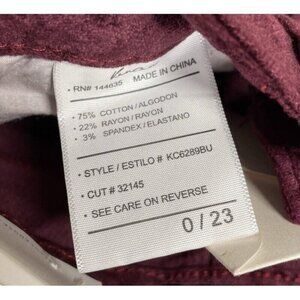 • RN# 144635 MADE IN CHINA
• 75% COTTON / ALGODON
• 22% RAYON / RAYON
• 3% SPANDEX / ELASTANO
• STYLE / ESTILO # KC6289BU
• CUT # 32145
• SEE CARE ON REVERSE
0 / 23